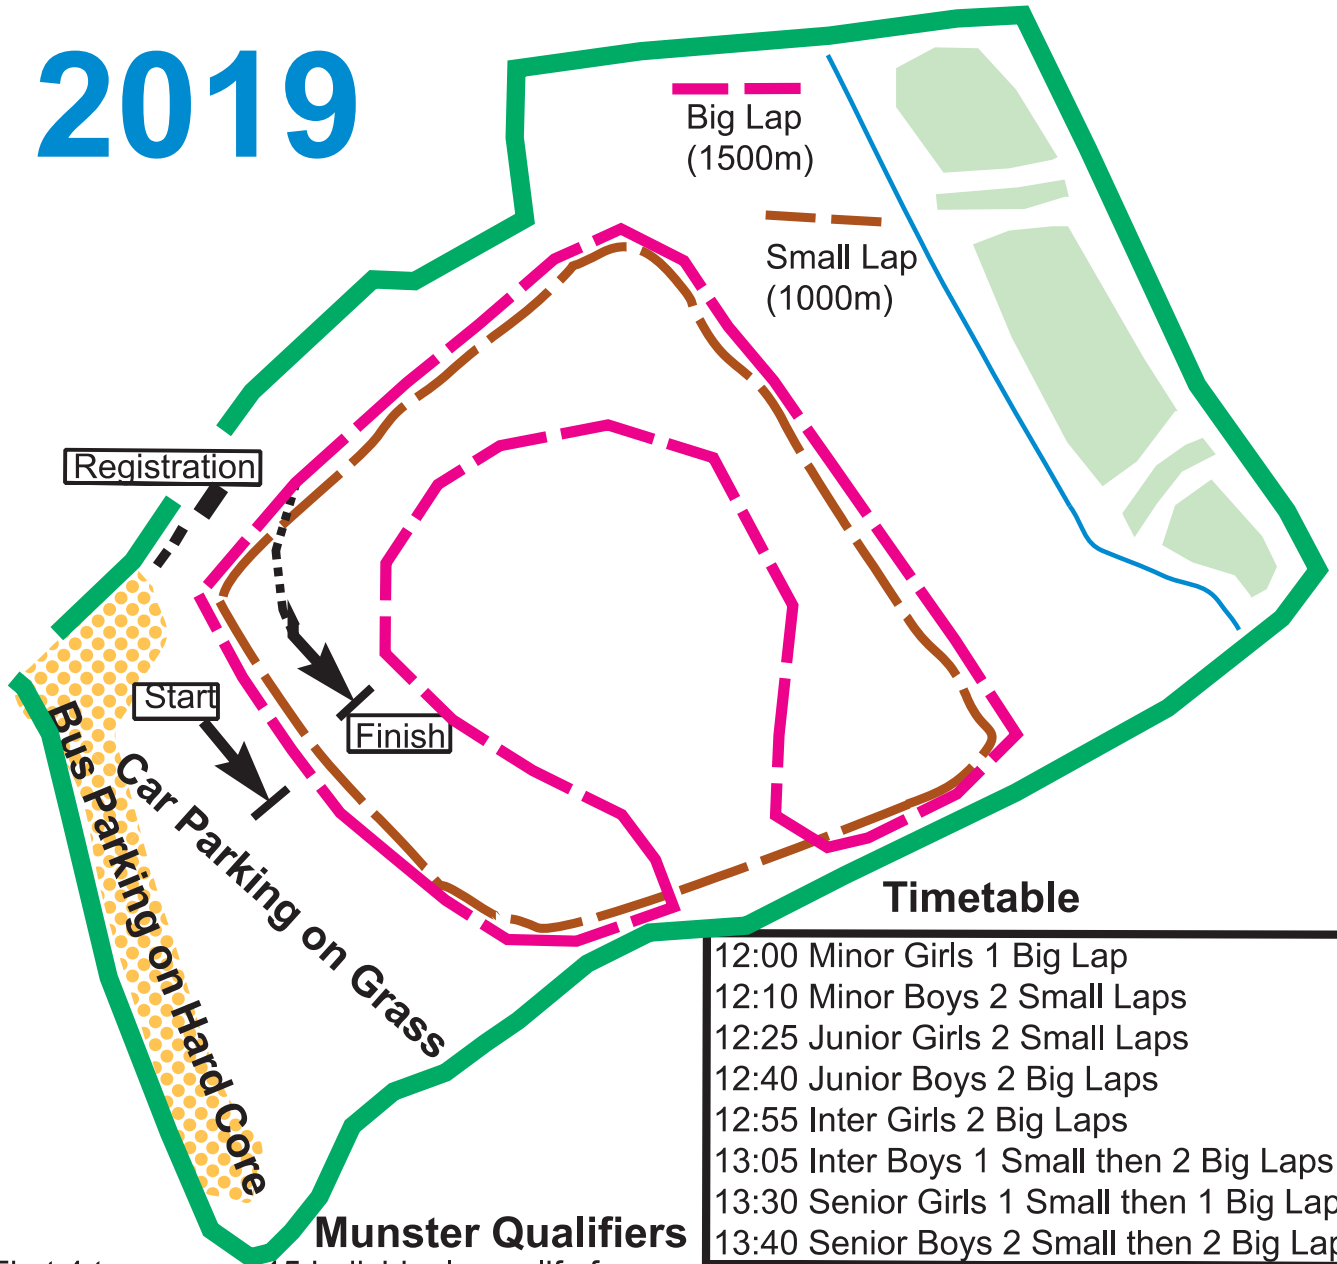 2019
Big Lap
(1500m)
Small Lap
(1000m)
Registration
Start
Finish
Bus Parking on Hard Core
Car Parking on Grass
Timetable
12:00 Minor Girls 1 Big Lap
12:10 Minor Boys 2 Small Laps
12:25 Junior Girls 2 Small Laps
12:40 Junior Boys 2 Big Laps
12:55 Inter Girls 2 Big Laps
13:05 Inter Boys 1 Small then 2 Big Laps
13:30 Senior Girls 1 Small then 1 Big Lap
13:40 Senior Boys 2 Small then 2 Big Lap
Munster Qualifiers